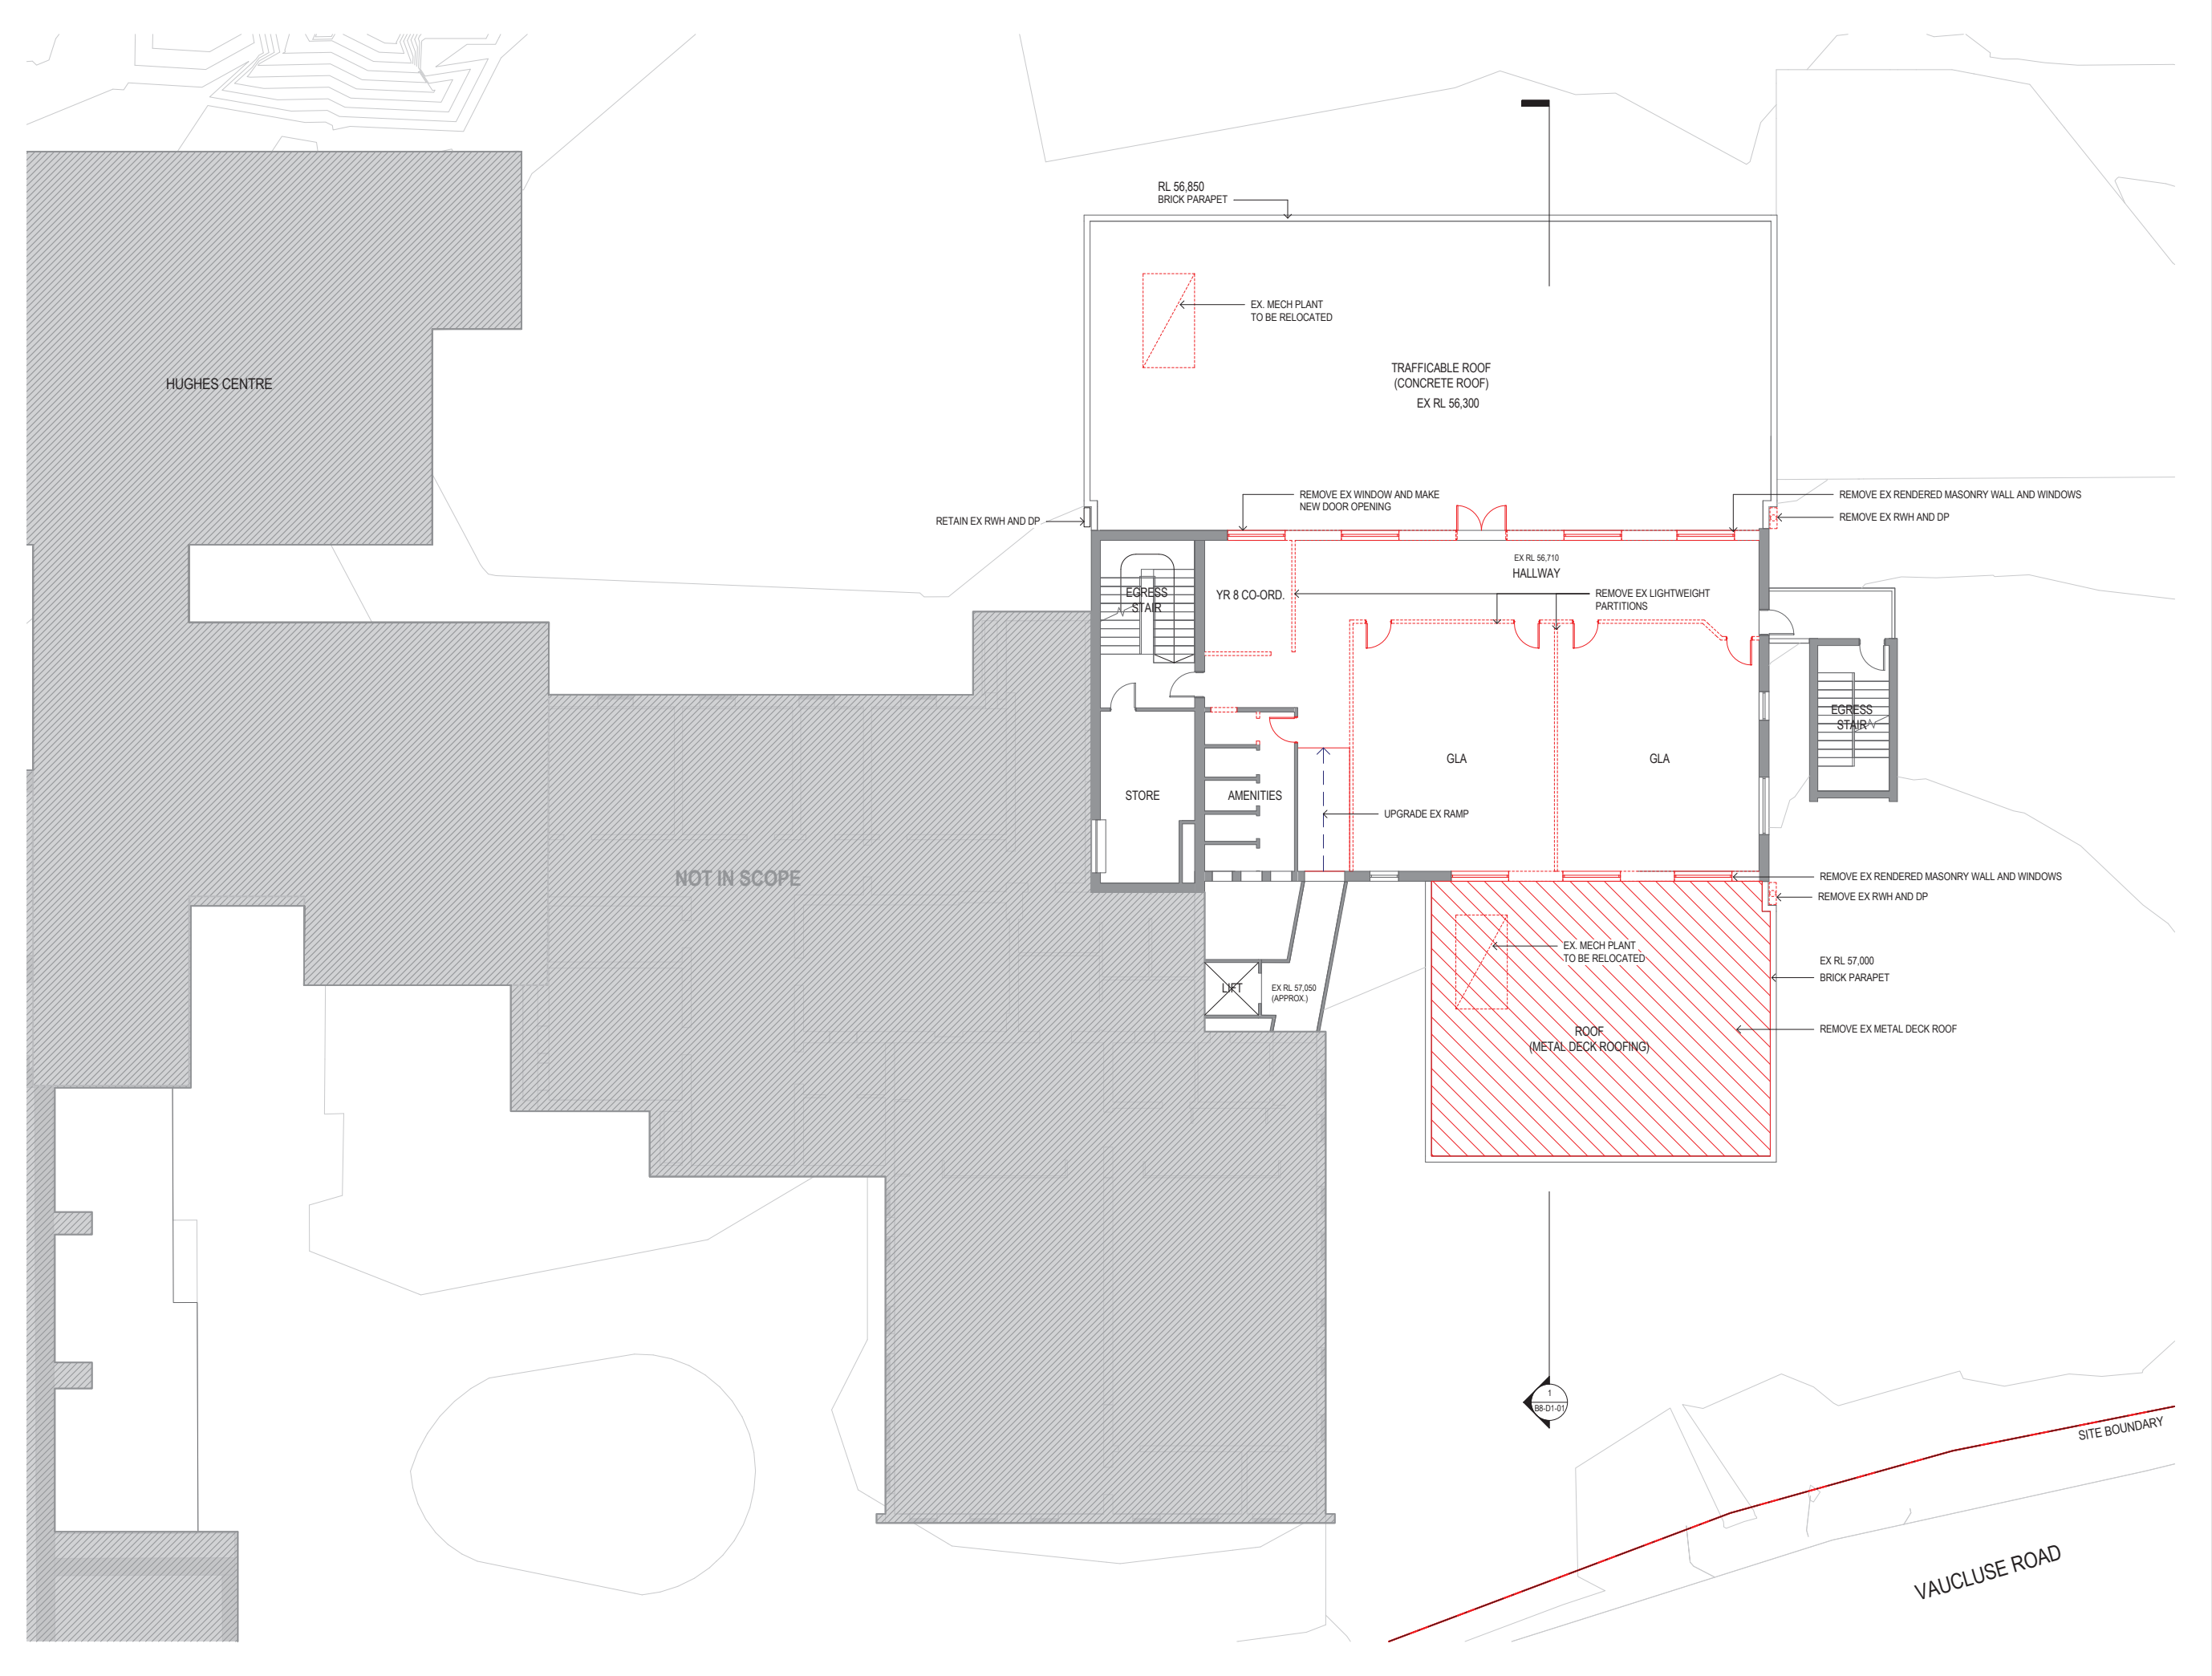 RL 56,850
BRICK PARAPET
EX. MECH PLANT
TO BE RELOCATED
TRAFFICABLE ROOF
(CONCRETE ROOF)
EX RL 56,300
HUGHES CENTRE
REMOVE EX WINDOW AND MAKE
NEW DOOR OPENING
REMOVE EX RENDERED MASONRY WALL AND WINDOWS
RETAIN EX RWH AND DP
REMOVE EX RWH AND DP
EX RL 56,710
HALLWAY
EGRESS
STAIR
YR 8 CO-ORD.
REMOVE EX LIGHTWEIGHT
PARTITIONS
EGRESS
STAIR
GLA
GLA
STORE
AMENITIES
UPGRADE EX RAMP
NOT IN SCOPE
REMOVE EX RENDERED MASONRY WALL AND WINDOWS
REMOVE EX RWH AND DP
EX. MECH PLANT
TO BE RELOCATED
EX RL 57,000
BRICK PARAPET
LIFT
EX RL 57,050
(APPROX.)
ROOF
(METAL DECK ROOFING)
REMOVE EX METAL DECK ROOF
1
B8-D1-01
SITE BOUNDARY
VAUCLUSE ROAD